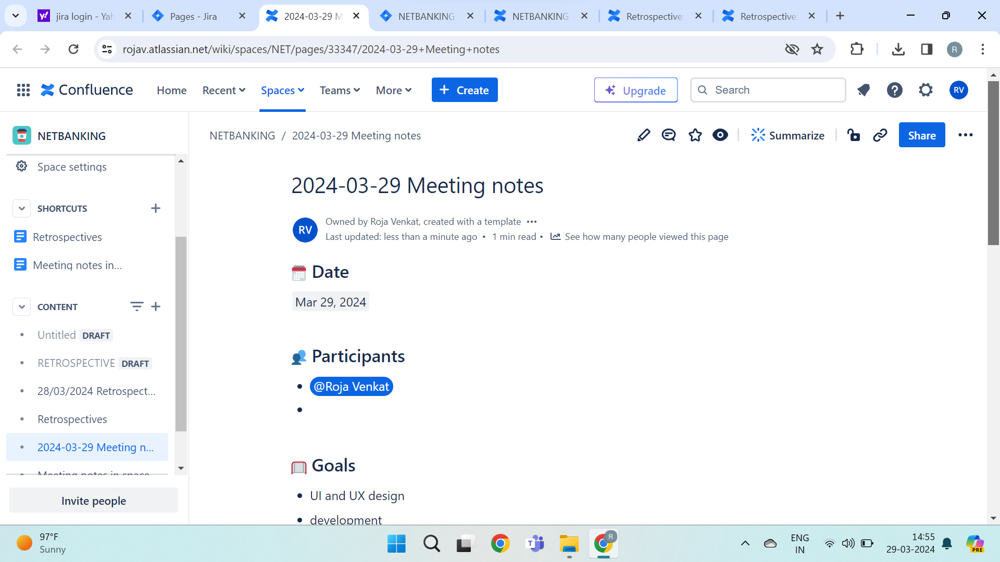 jira login - Yah
Pages - Jira
2024-03-29 M
NETBANKING
NETBANKING
Retrospective:
Retrospective:
rojav.atlassian.net/wiki/spaces/NET/pages/33347/2024-03-29+Meeting+notes
R
Confluence
Home
Recent
Spaces
Teams
More
+ Create
Upgrade
Search
RV
NETBANKING
Space settings
SHORTCUTS
Retrospectives
Meeting notes in...
CONTENT
Untitled DRAFT
RETROSPECTIVE DRAFT
28/03/2024 Retrospect...
Retrospectives
2024-03-29 Meeting n...
Meeting notes in space
Invite people
NETBANKING / 2024-03-29 Meeting notes
Summarize
Share
2024-03-29 Meeting notes
RV
Owned by Roja Venkat, created with a template
Last updated: less than a minute ago • 1 min read • See how many people viewed this page
Date
Mar 29, 2024
Participants
• @Roja Venkat
•
Goals
• UI and UX design
• development
97°F
Sunny
T
R
ENG
IN
14:55
29-03-2024
PRE